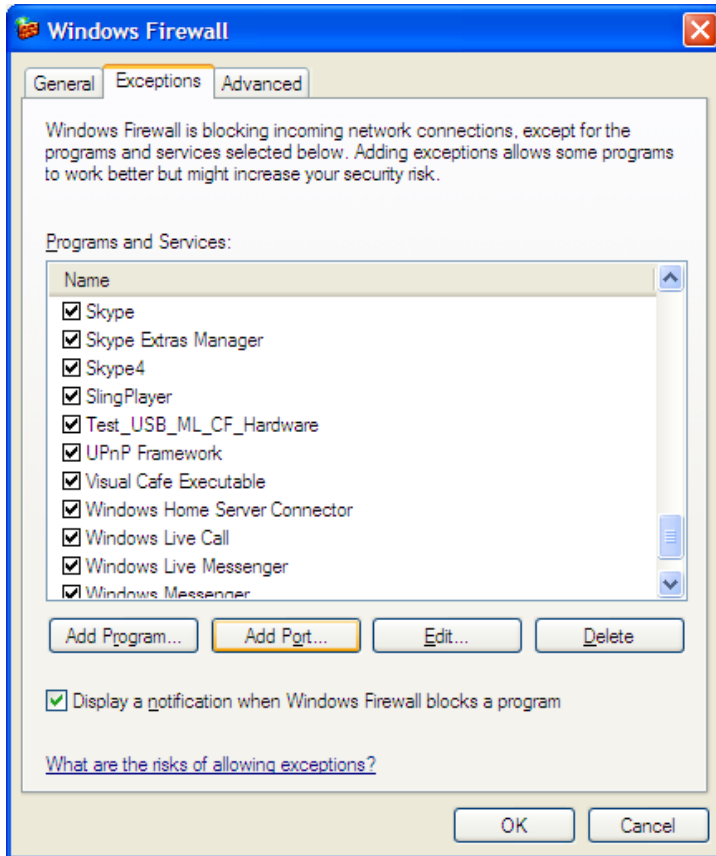 Windows Firewall
General Exceptions Advanced
Windows Firewall is blocking incoming network connections, except for the
programs and services selected below. Adding exceptions allows some programs
to work better but might increase your security risk.
Programs and Services:
Name
Skype
Skype Extras Manager
Skype4
SlingPlayer
Test_USB_ML_CF_Hardware
UPnP Framework
Visual Cafe Executable
Windows Home Server Connector
Windows Live Call
Windows Live Messenger
Windows Messenger
Add Program... Add Port... Edit... Delete
Display a notification when Windows Firewall blocks a program
What are the risks of allowing exceptions?
OK Cancel